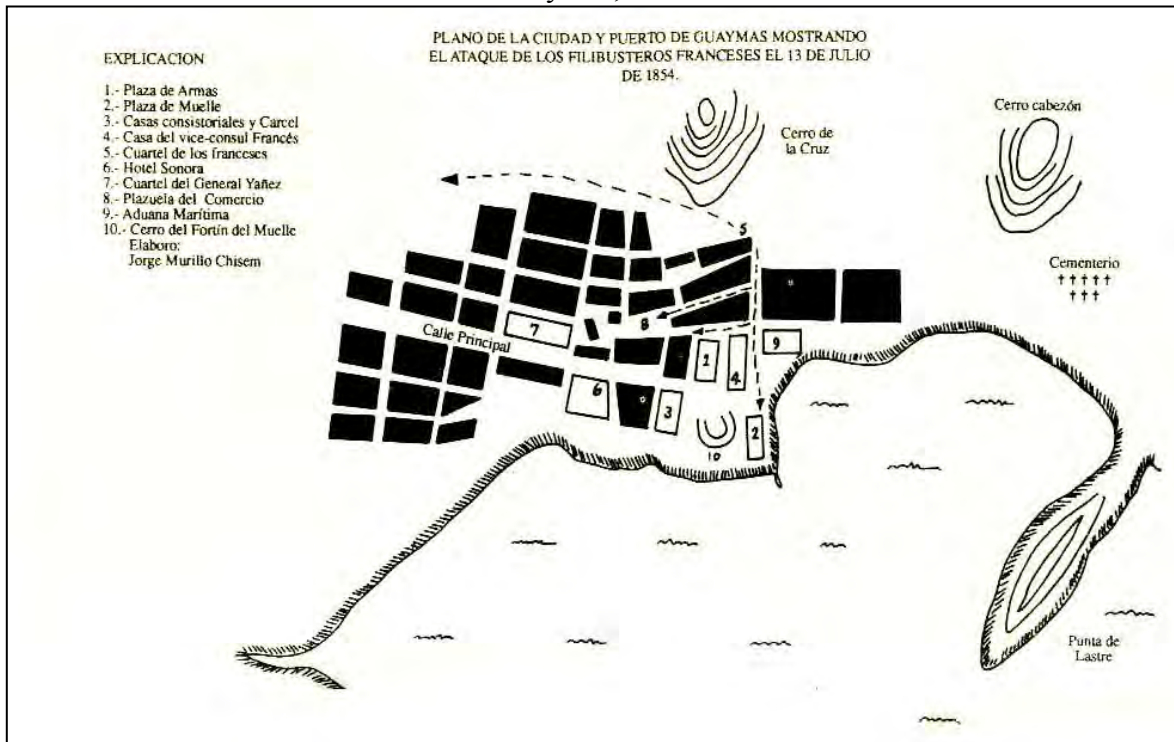 PLANO DE LA CIUDAD Y PUERTO DE GUAYMAS MOSTRANDO
EL ATAQUE DE LOS FILIBUSTEROS FRANCESES EL 13 DE JULIO
DE 1854.
EXPLICACION
1.- Plaza de Armas
2.- Plaza de Muelle
3.- Casas consistoriales y Carcel
4.- Casa del vice-consul Francés
5.- Cuartel de los franceses
6.- Hotel Sonora
7.- Cuartel del General Yañez
8.- Plazuela del Comercio
9.- Aduana Marítima
10.- Cerro del Fortín del Muelle
Elaboro:
Jorge Murillo Chisem
Cerro de
la Cruz
Cerro cabezón
Cementerio
5
8
7
Calle Principal
9
2
4
6
3
2
10
Punta de
Lastre